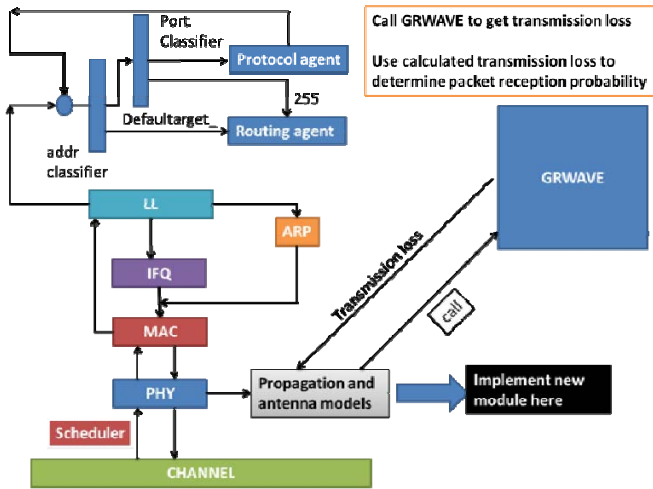 Port
Classifier
Protocol agent
Call GRWAVE to get transmission loss
Use calculated transmission loss to
determine packet reception probability
255
Defaultarget_
Routing agent
addr
classifier
GRWAVE
LL
ARP
Transmission loss
IFQ
call
MAC
PHY
Propagation and
antenna models
Implement new
module here
Scheduler
CHANNEL